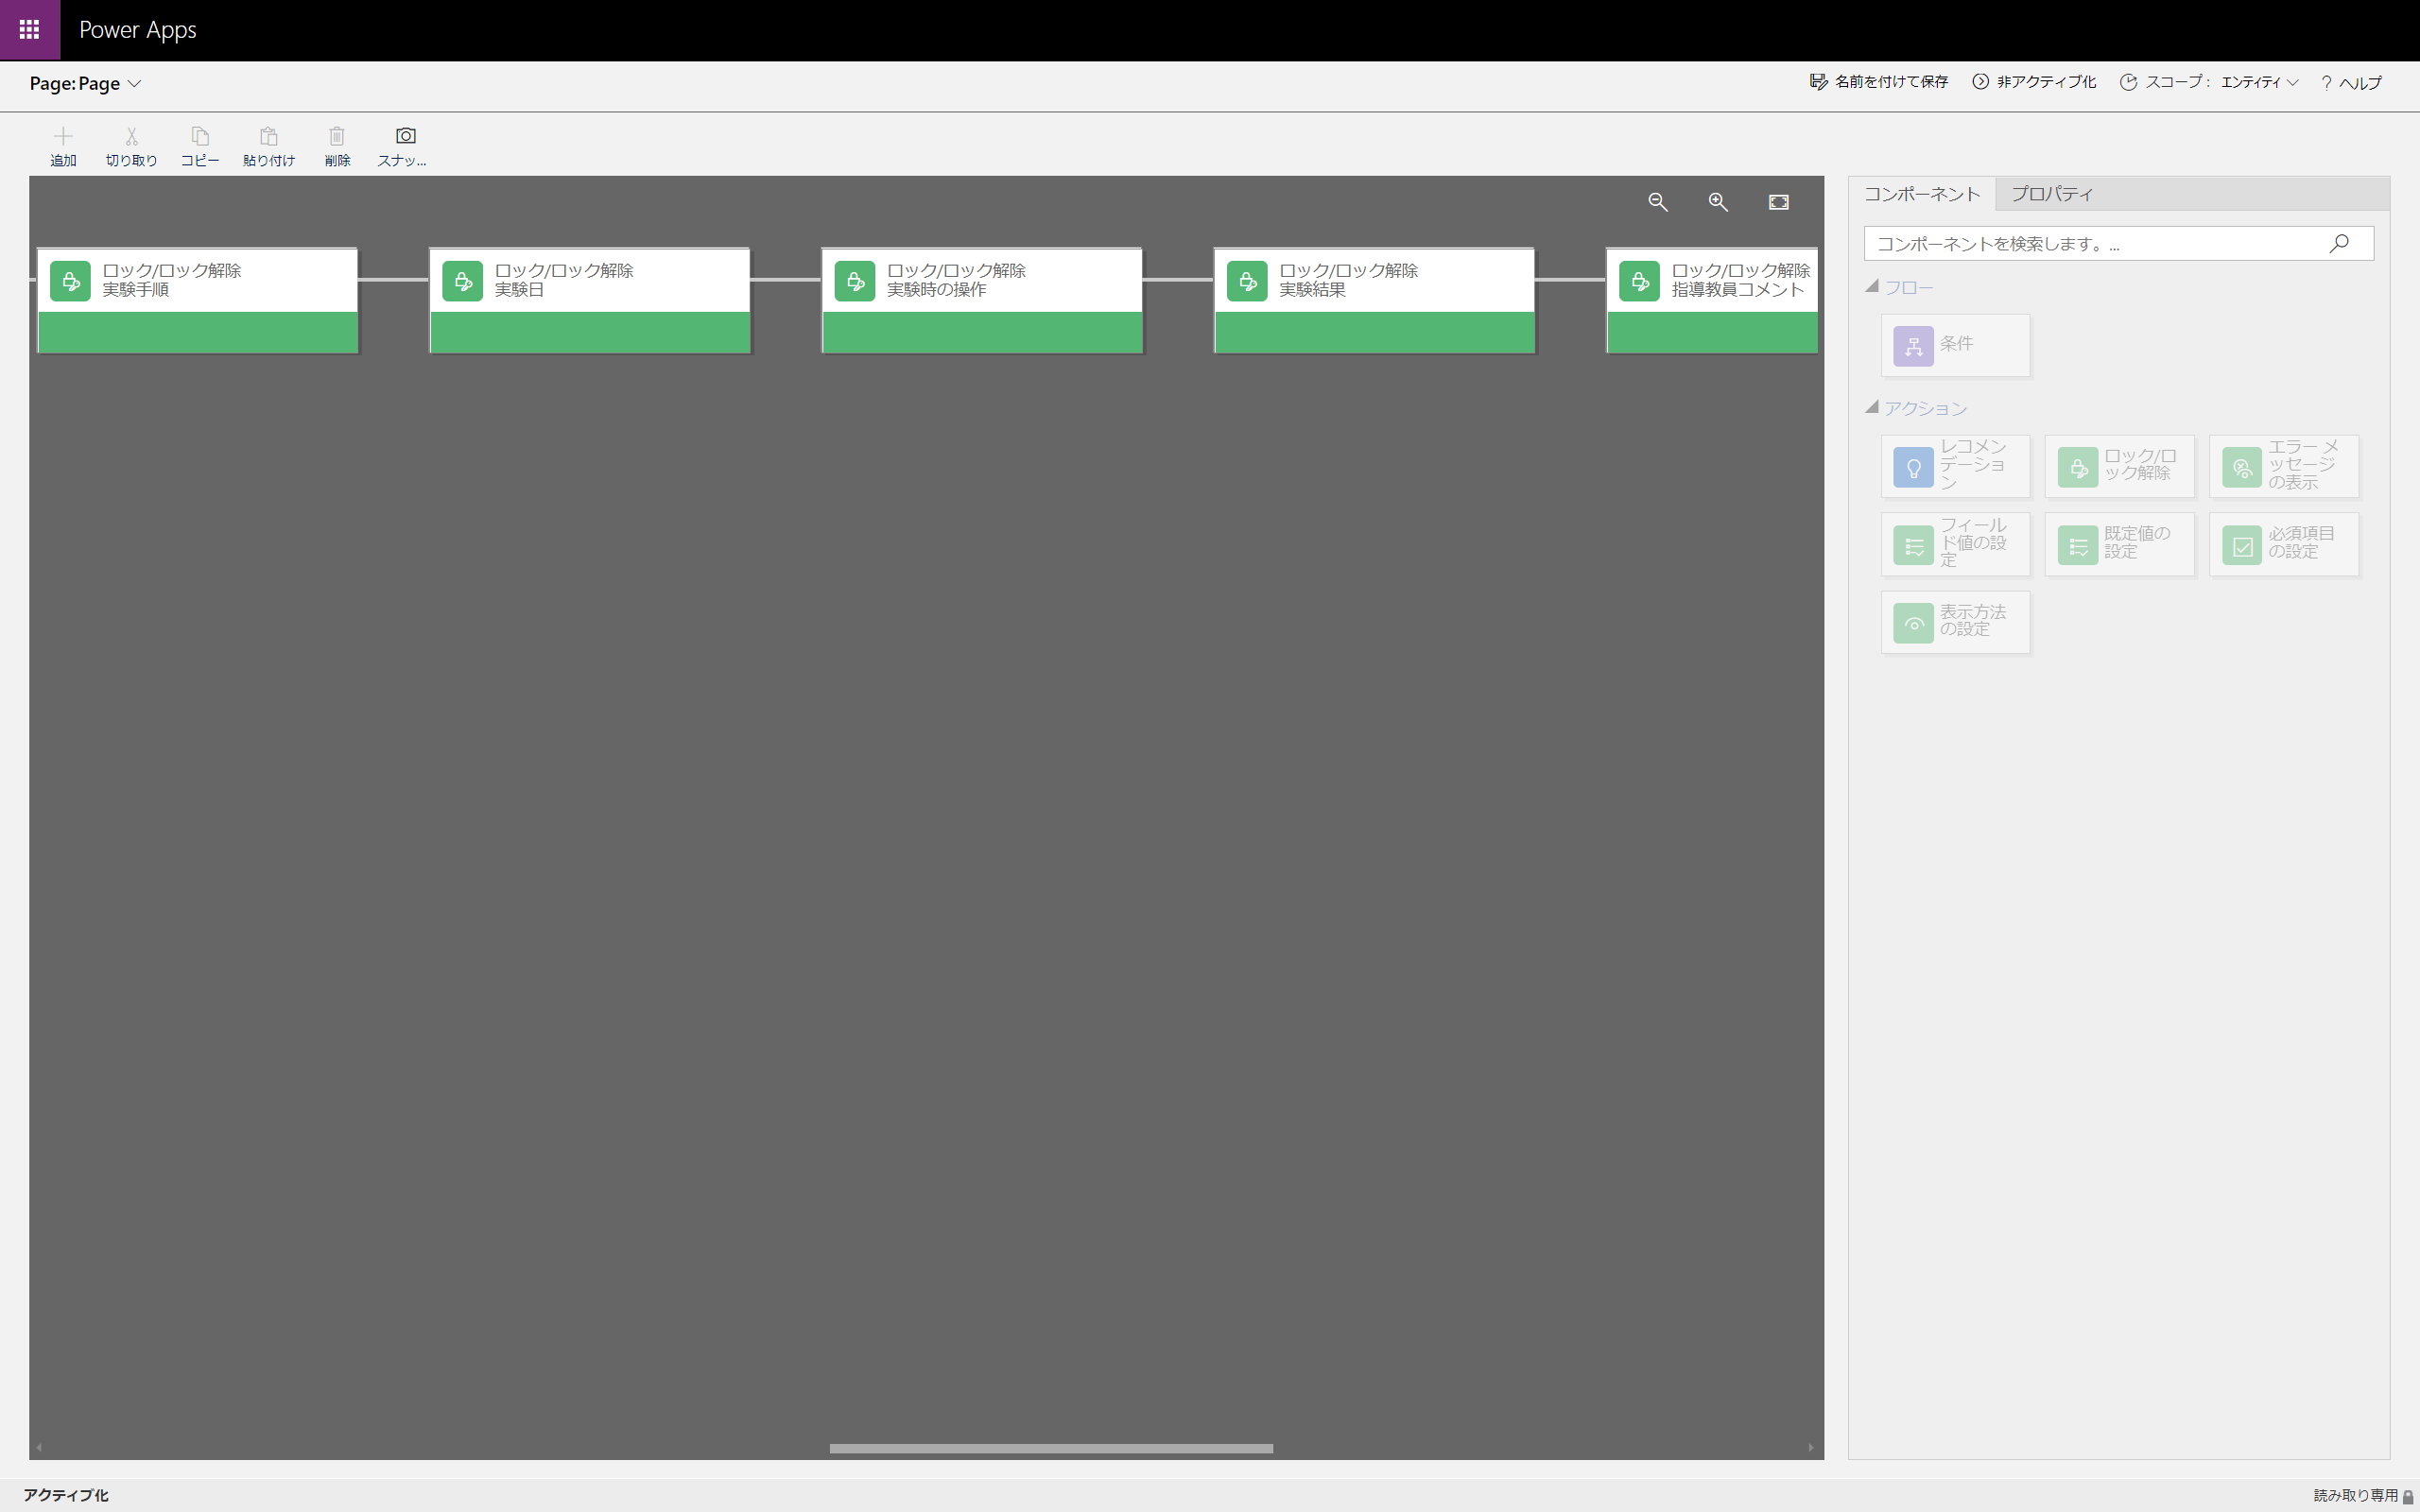 Power Apps
Page: Page
名前を付けて保存
非アクティブ化
スコープ : エンティティ
? ヘルプ
追加
切り取り
コピー
貼り付け
削除
スナッ...
コンポーネント
プロパティ
コンポーネントを検索します。...
ロック/ロック解除
実験手順
ロック/ロック解除
実験日
ロック/ロック解除
実験時の操作
ロック/ロック解除
実験結果
ロック/ロック解除
指導教員コメント
フロー
条件
アクション
レコメン
デーショ
ン
ロック/ロ
ック解除
エラー メ
ッセージ
の表示
フィール
ド値の設
定
既定値の
設定
必須項目
の設定
表示方法
の設定
アクティブ化
読み取り専用